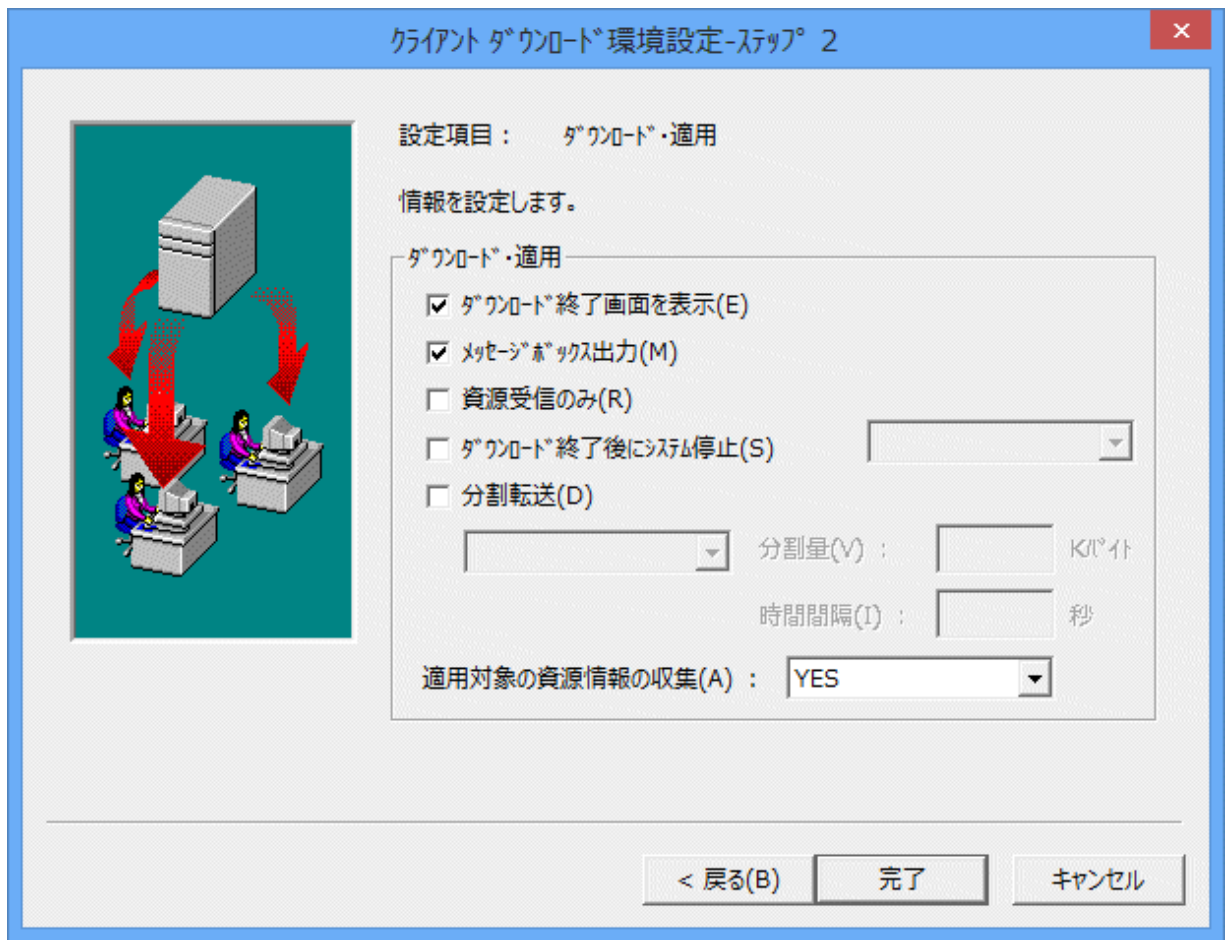 クライアント ダウンロード環境設定-ステップ 2
設定項目： ダウンロード・適用
情報を設定します。
ダウンロード・適用
ダウンロード終了画面を表示(E)
メッセージボックス出力(M)
資源受信のみ(R)
ダウンロード終了後にシステム停止(S)
分割転送(D)
分割量(V) ： Kバイト
時間間隔(I) ： 秒
適用対象の資源情報の収集(A) ： YES
< 戻る(B) 完了 キャンセル